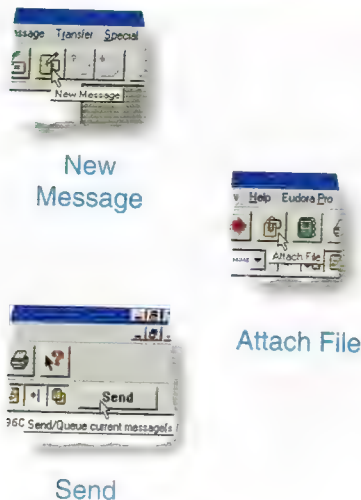 Transfer Special
New Message
New
Message
Help Eudora Pro
Attach File
Attach File
Send
Send/Queue current message(s
Send